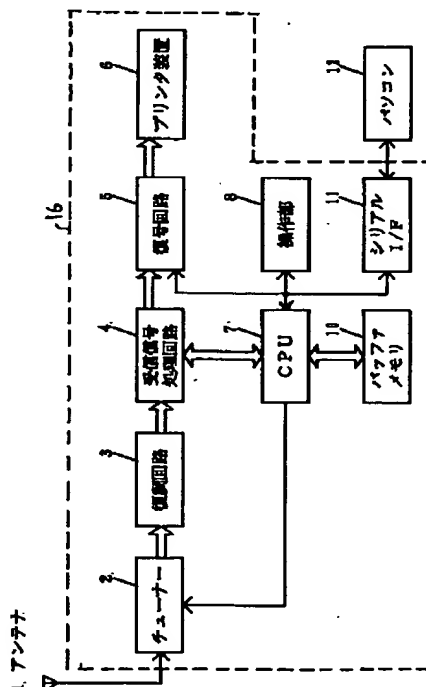 1. アンテナ
16
2
チューナー
3
復調回路
4
受信信号
処理回路
5
復号回路
6
プリンタ装置
7
CPU
8
操作部
10
バッファ
メモリ
11
シリアル
I/F
パソコン